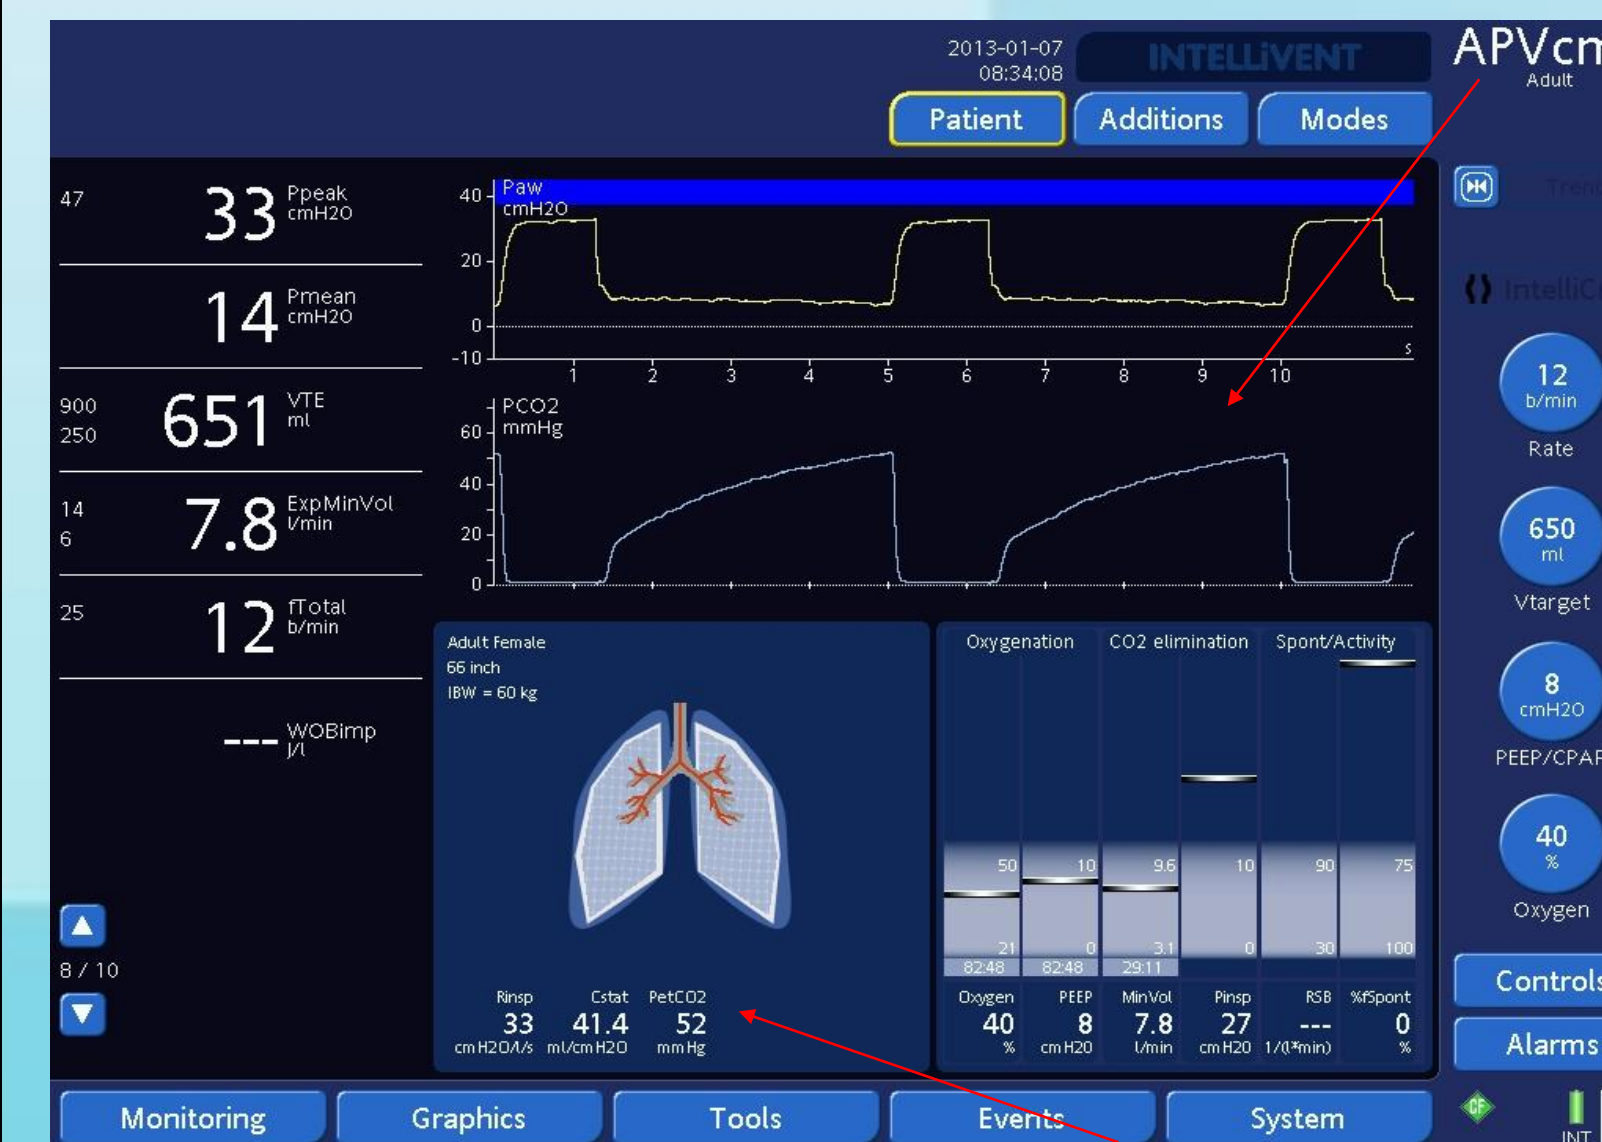 2013-01-07
08:34:08
INTELLiVENT
APVcm
Adult
Patient
Additions
Modes
47
33
Ppeak
cmH2O
14
Pmean
cmH2O
900
250
651
VTE
ml
14
6
7.8
ExpMinVol
l/min
25
12
fTotal
b/min
---
WOBimp
J/l
8 / 10
Paw
cmH2O
40
20
0
-10
s
1 2 3 4 5 6 7 8 9 10
PCO2
mmHg
60
40
20
0
Adult Female
66 inch
IBW = 60 kg
Rinsp Cstat PetCO2
33 41.4 52
cmH2O/l/s ml/cmH2O mmHg
Oxygenation CO2 elimination Spont/Activity
50 10 9.6 10 90 75
21 0 3.1 0 30 100
82:48 82:48 29:11
Oxygen PEEP MinVol Pinsp RSB %fSpont
40 8 7.8 27 --- 0
% cmH2O l/min cmH2O 1/(l*min) %
12
b/min
Rate
650
ml
Vtarget
8
cmH2O
PEEP/CPAP
40
%
Oxygen
Controls
Alarms
CF
INT
Monitoring
Graphics
Tools
Events
System